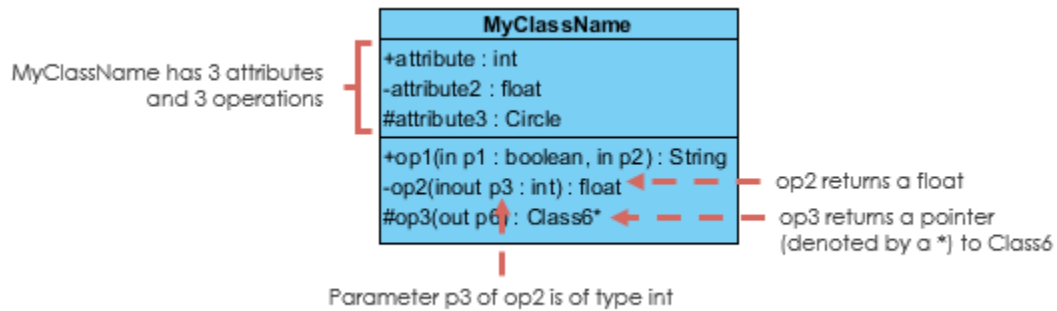 MyClassName
+attribute : int
-attribute2 : float
#attribute3 : Circle
+op1(in p1 : boolean, in p2) : String
-op2(inout p3 : int) : float
#op3(out p6) : Class6*
MyClassName has 3 attributes
and 3 operations
op2 returns a float
op3 returns a pointer
(denoted by a *) to Class6
Parameter p3 of op2 is of type int